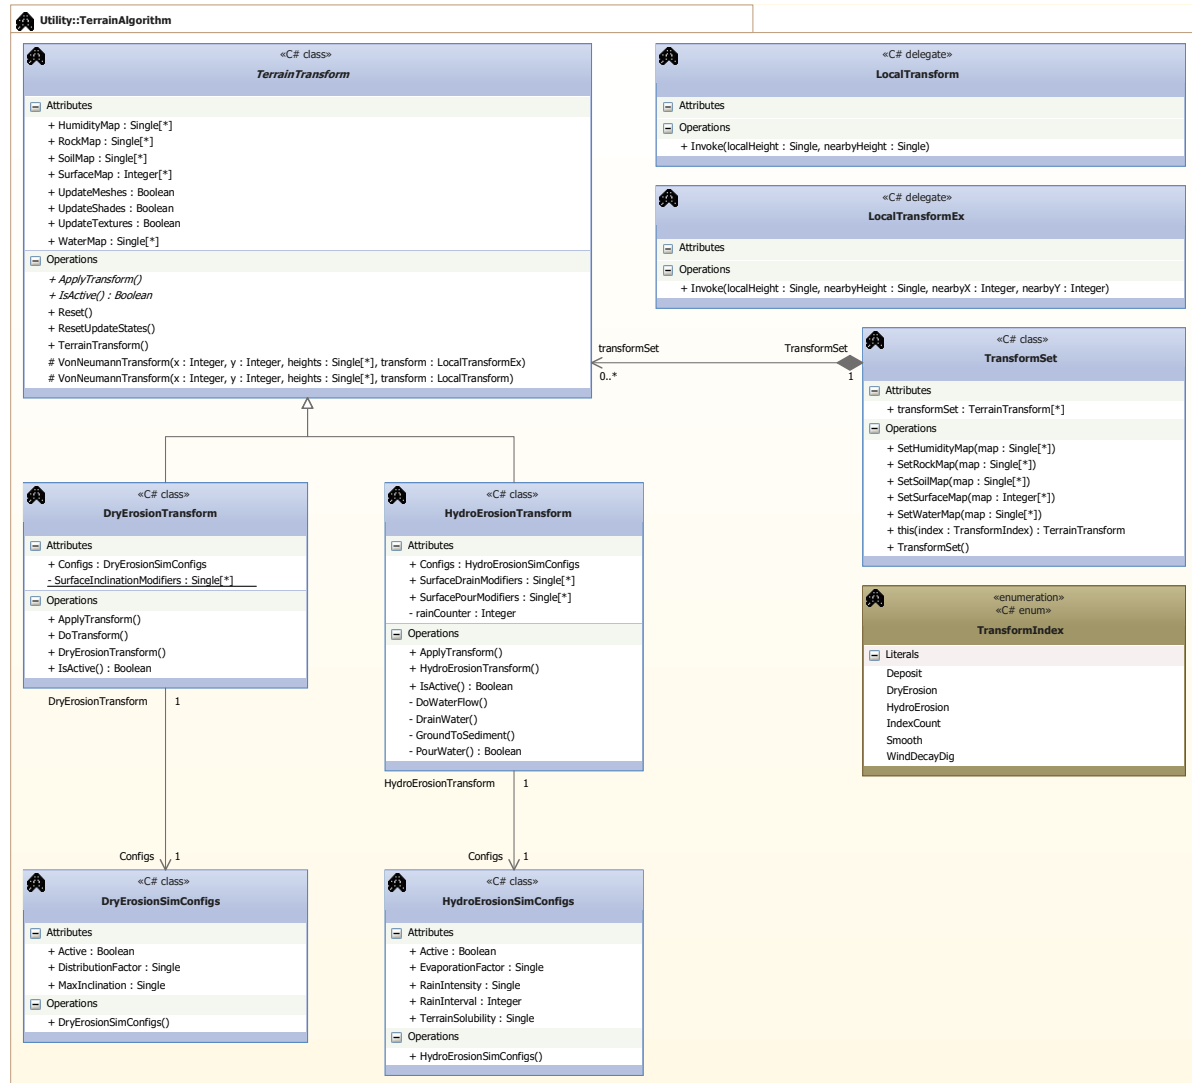 Utility::TerrainAlgorithm
«C# class»
TerrainTransform
Attributes
+ HumidityMap : Single[*]
+ RockMap : Single[*]
+ SoilMap : Single[*]
+ SurfaceMap : Integer[*]
+ UpdateMeshes : Boolean
+ UpdateShades : Boolean
+ UpdateTextures : Boolean
+ WaterMap : Single[*]
Operations
+ ApplyTransform()
+ IsActive() : Boolean
+ Reset()
+ ResetUpdateStates()
+ TerrainTransform()
# VonNeumannTransform(x : Integer, y : Integer, heights : Single[*], transform : LocalTransformEx)
# VonNeumannTransform(x : Integer, y : Integer, heights : Single[*], transform : LocalTransform)
«C# delegate»
LocalTransform
Attributes
Operations
+ Invoke(localHeight : Single, nearbyHeight : Single)
«C# delegate»
LocalTransformEx
Attributes
Operations
+ Invoke(localHeight : Single, nearbyHeight : Single, nearbyX : Integer, nearbyY : Integer)
transformSet
TransformSet
0..*
1
«C# class»
TransformSet
Attributes
+ transformSet : TerrainTransform[*]
Operations
+ SetHumidityMap(map : Single[*])
+ SetRockMap(map : Single[*])
+ SetSoilMap(map : Single[*])
+ SetSurfaceMap(map : Integer[*])
+ SetWaterMap(map : Single[*])
+ this(index : TransformIndex) : TerrainTransform
+ TransformSet()
«C# class»
DryErosionTransform
Attributes
+ Configs : DryErosionSimConfigs
- SurfaceInclinationModifiers : Single[*]
Operations
+ ApplyTransform()
+ DoTransform()
+ DryErosionTransform()
+ IsActive() : Boolean
DryErosionTransform
1
«C# class»
HydroErosionTransform
Attributes
+ Configs : HydroErosionSimConfigs
+ SurfaceDrainModifiers : Single[*]
+ SurfacePourModifiers : Single[*]
- rainCounter : Integer
Operations
+ ApplyTransform()
+ HydroErosionTransform()
+ IsActive() : Boolean
- DoWaterFlow()
- DrainWater()
- GroundToSediment()
- PourWater() : Boolean
HydroErosionTransform
1
«enumeration»
«C# enum»
TransformIndex
Literals
Deposit
DryErosion
HydroErosion
IndexCount
Smooth
WindDecayDig
Configs
1
«C# class»
DryErosionSimConfigs
Attributes
+ Active : Boolean
+ DistributionFactor : Single
+ MaxInclination : Single
Operations
+ DryErosionSimConfigs()
Configs
1
«C# class»
HydroErosionSimConfigs
Attributes
+ Active : Boolean
+ EvaporationFactor : Single
+ RainIntensity : Single
+ RainInterval : Integer
+ TerrainSolubility : Single
Operations
+ HydroErosionSimConfigs()